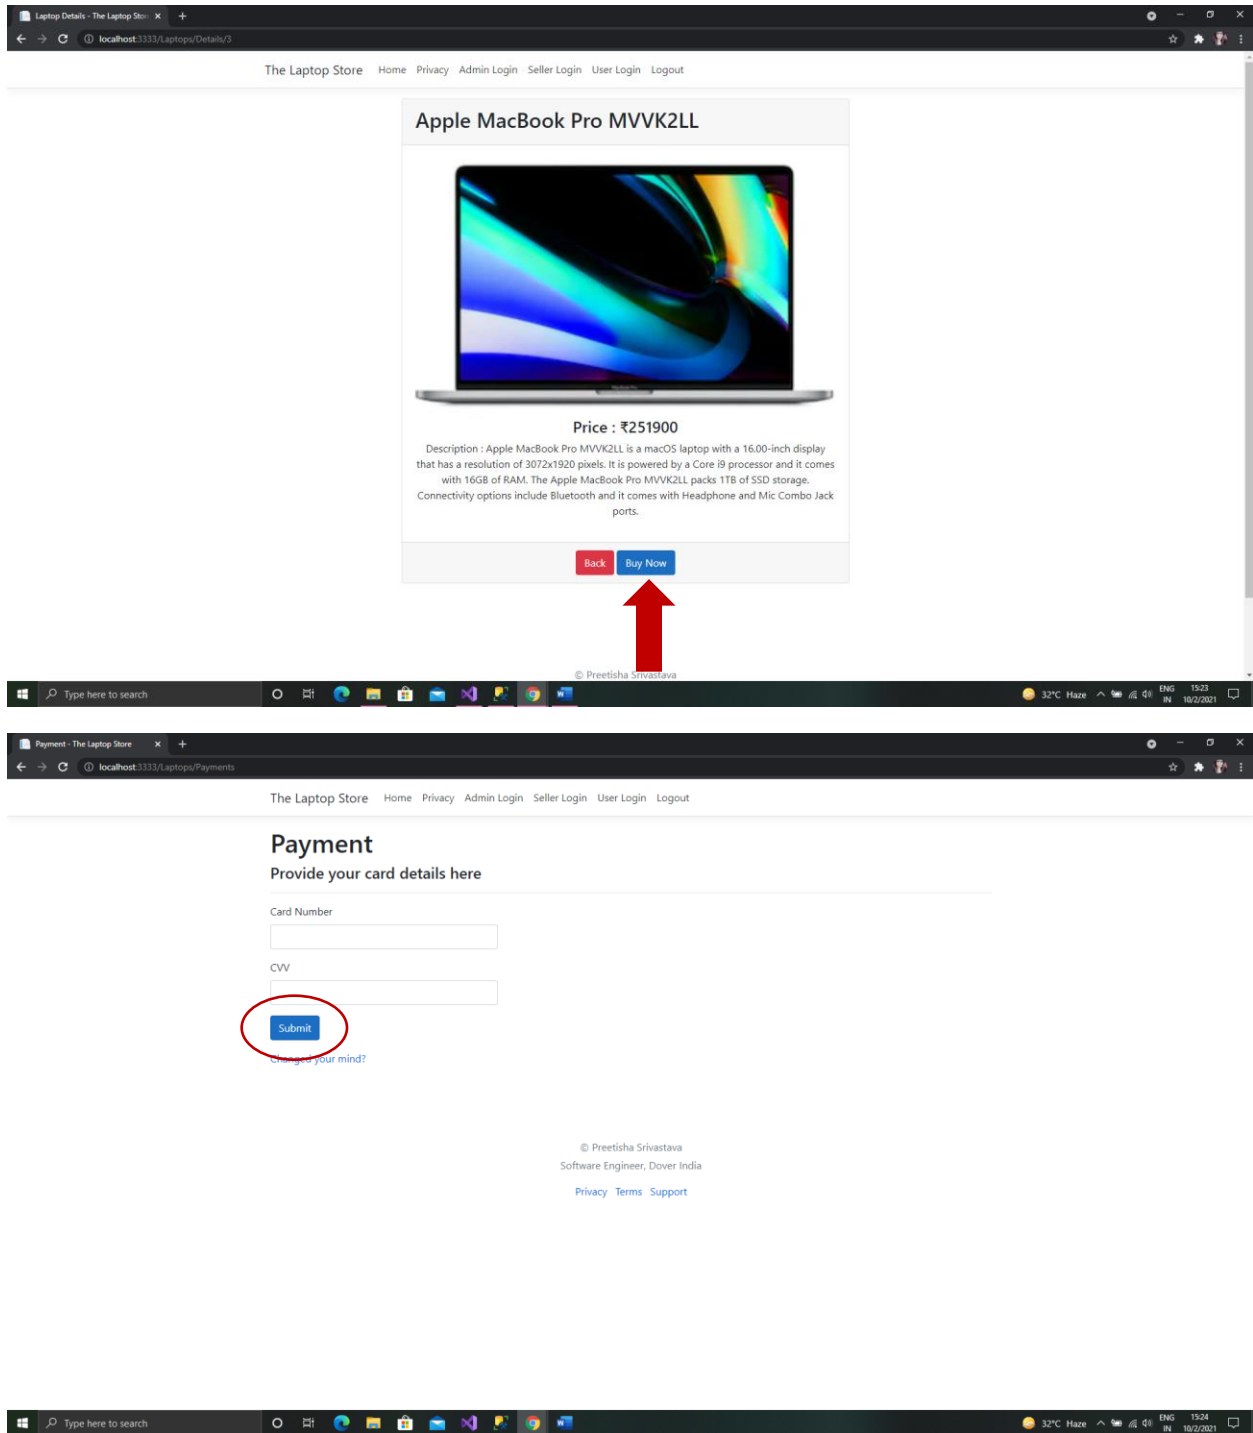 Laptop Details - The Laptop Stor
localhost:3333/Laptops/Details/3
The Laptop Store Home Privacy Admin Login Seller Login User Login Logout
Apple MacBook Pro MVVK2LL
Price : ₹251900
Description : Apple MacBook Pro MVVK2LL is a macOS laptop with a 16.00-inch display
that has a resolution of 3072x1920 pixels. It is powered by a Core i9 processor and it comes
with 16GB of RAM. The Apple MacBook Pro MVVK2LL packs 1TB of SSD storage.
Connectivity options include Bluetooth and it comes with Headphone and Mic Combo Jack
ports.
Back Buy Now
© Preetisha Srivastava
Type here to search 32°C Haze ENG 15:23
IN 10/2/2021
Payment - The Laptop Store
localhost:3333/Laptops/Payments
The Laptop Store Home Privacy Admin Login Seller Login User Login Logout
Payment
Provide your card details here
Card Number
CVV
Submit
Changed your mind?
© Preetisha Srivastava
Software Engineer, Dover India
Privacy Terms Support
Type here to search 32°C Haze ENG 15:24
IN 10/2/2021